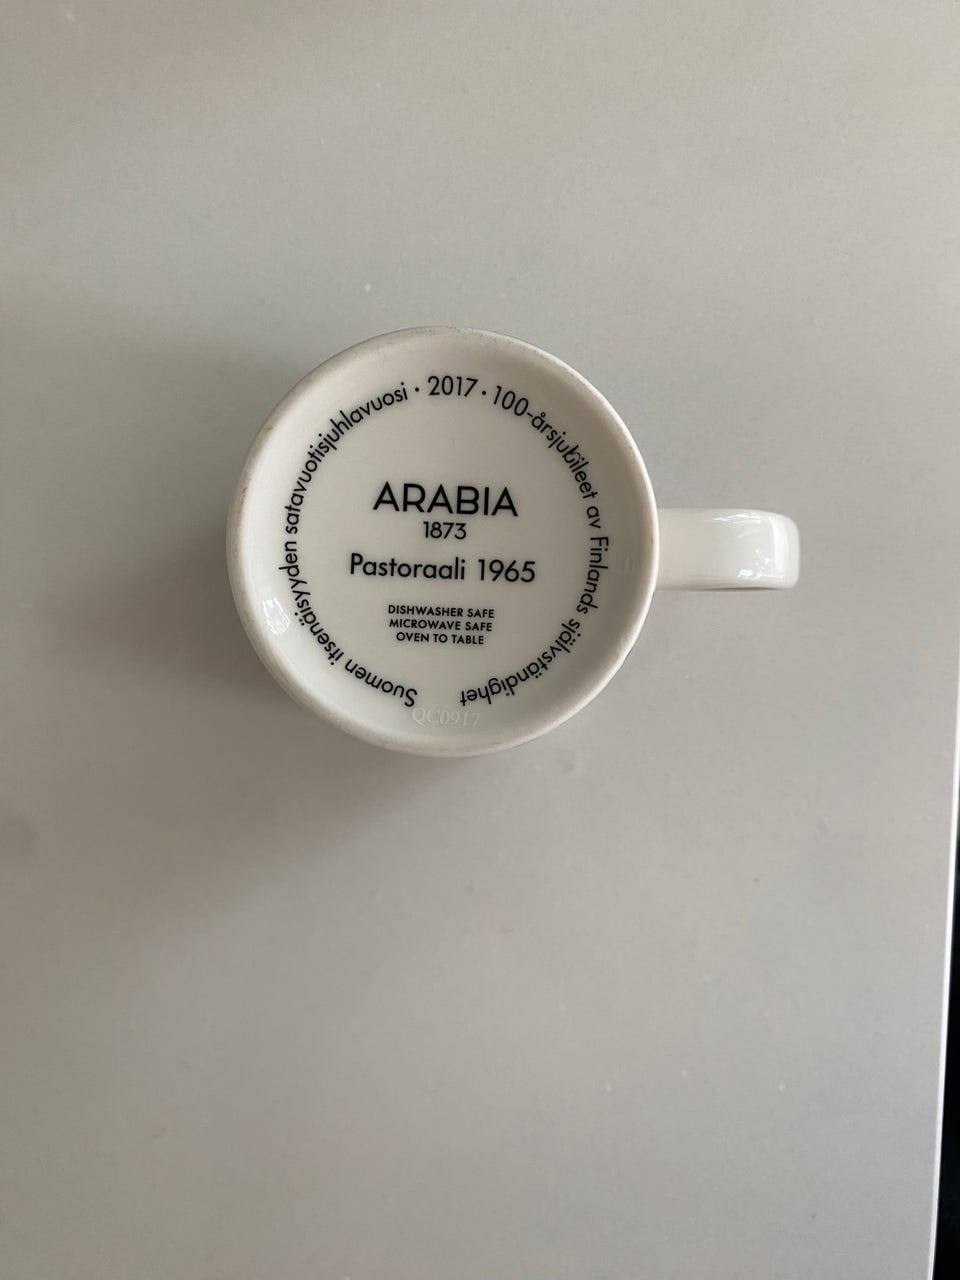 Suomen itsenäisyyden satavuotisjuhlavuosi · 2017 · 100-årsjubileet av Finlands självständighet
ARABIA
1873
Pastoraali 1965
DISHWASHER SAFE
MICROWAVE SAFE
OVEN TO TABLE
QC0917